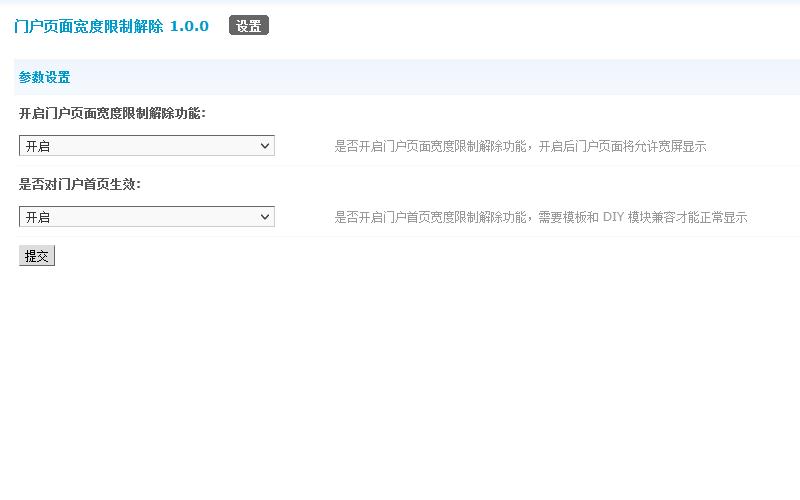 门户页面宽度限制解除 1.0.0 设置
参数设置
开启门户页面宽度限制解除功能:
开启 是否开启门户页面宽度限制解除功能，开启后门户页面将允许宽屏显示
是否对门户首页生效:
开启 是否开启门户首页宽度限制解除功能，需要模板和 DIY 模块兼容才能正常显示
提交